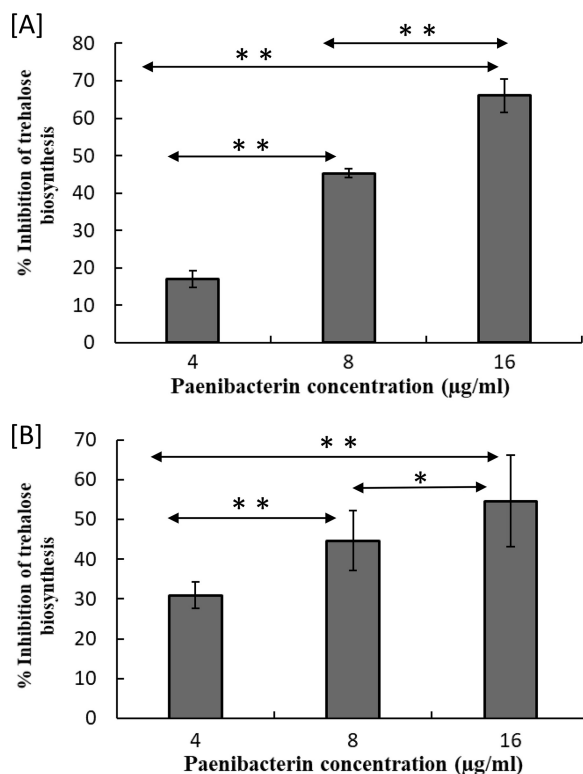 [A]
80
70
60
50
40
30
20
10
0
% Inhibition of trehalose
biosynthesis
* *
* *
* *
4 8 16
Paenibacterin concentration (µg/ml)
[B]
70
60
50
40
30
20
10
0
% Inhibition of trehalose
biosynthesis
* *
*
* *
4 8 16
Paenibacterin concentration (µg/ml)